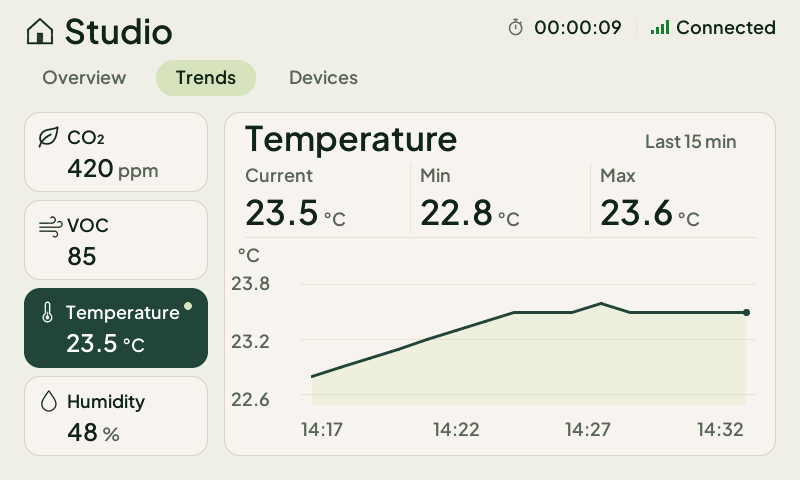 Studio
00:00:09
Connected
Overview
Trends
Devices
CO₂
420 ppm
VOC
85
Temperature
23.5 °C
Humidity
48 %
Temperature
Last 15 min
Current
Min
Max
23.5 °C
22.8 °C
23.6 °C
°C
23.8
23.2
22.6
14:17
14:22
14:27
14:32